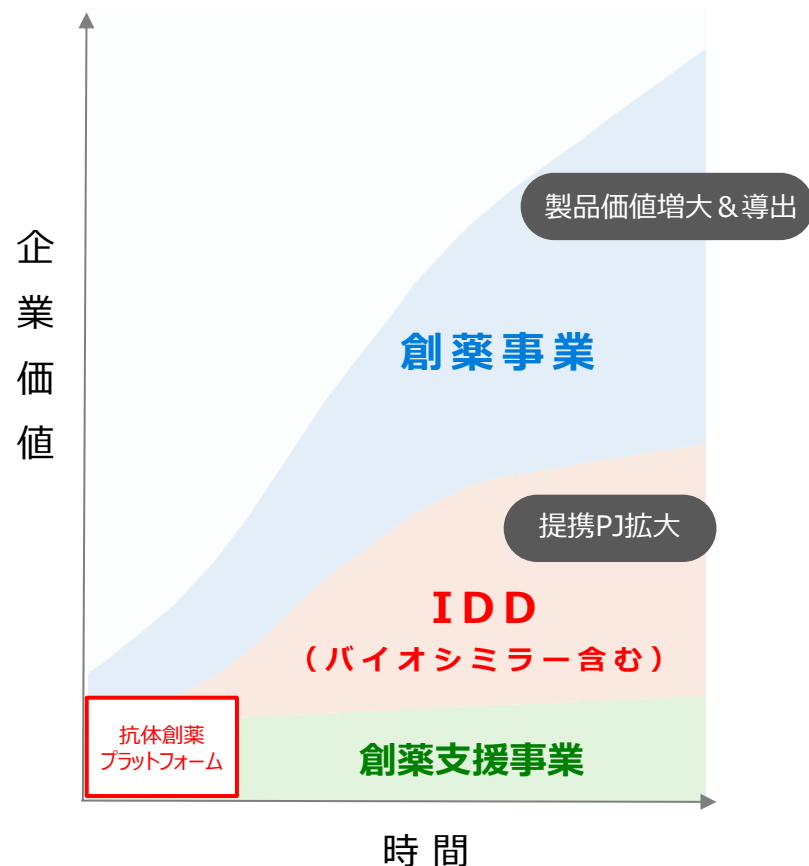 企業価値
製品価値増大＆導出
創薬事業
提携PJ拡大
IDD
（バイオシミラー含む）
抗体創薬
プラットフォーム
創薬支援事業
時間